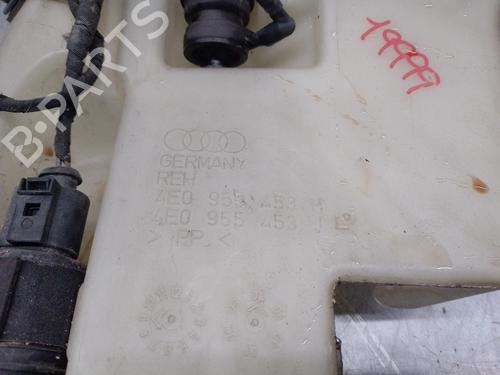 19999
B-PARTS
GERMANY
REH
4E0 955 453 H
4E0 955 453 J
> PP <